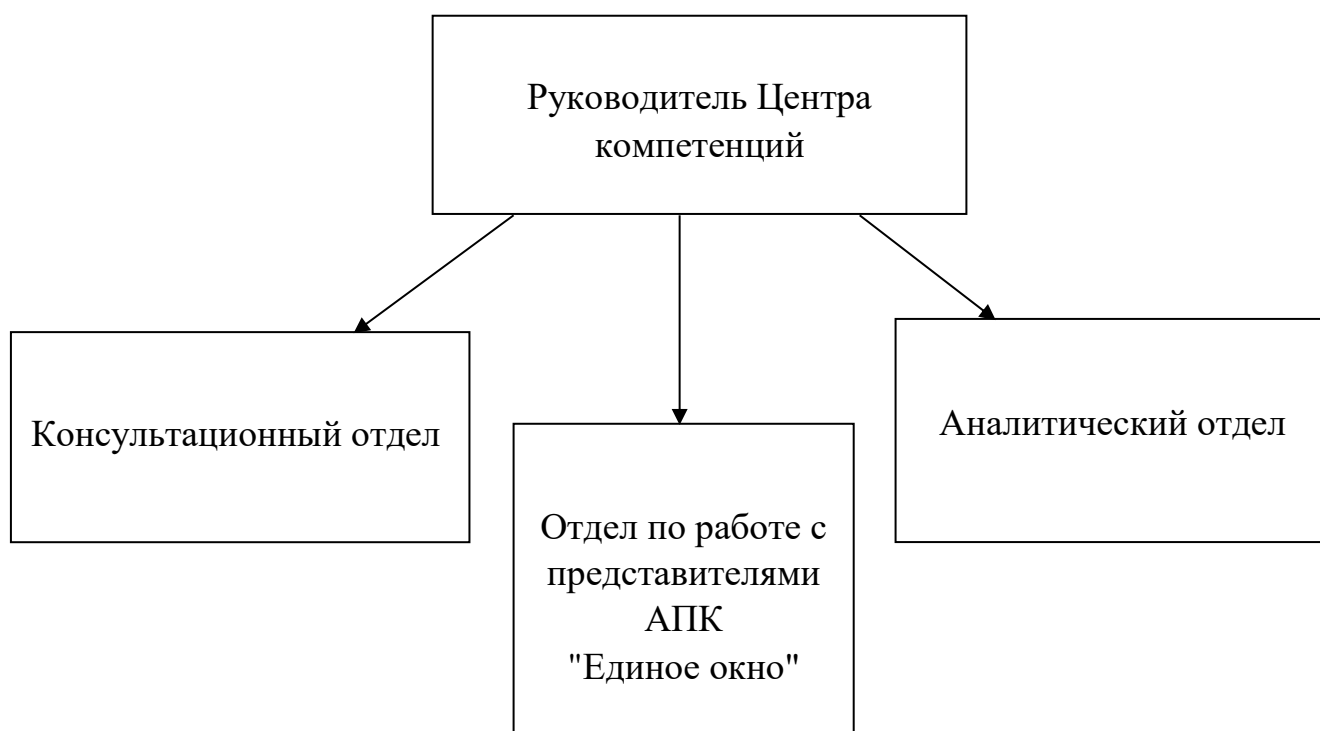 Руководитель Центра
компетенций
Консультационный отдел
Отдел по работе с
представителями
АПК
"Единое окно"
Аналитический отдел